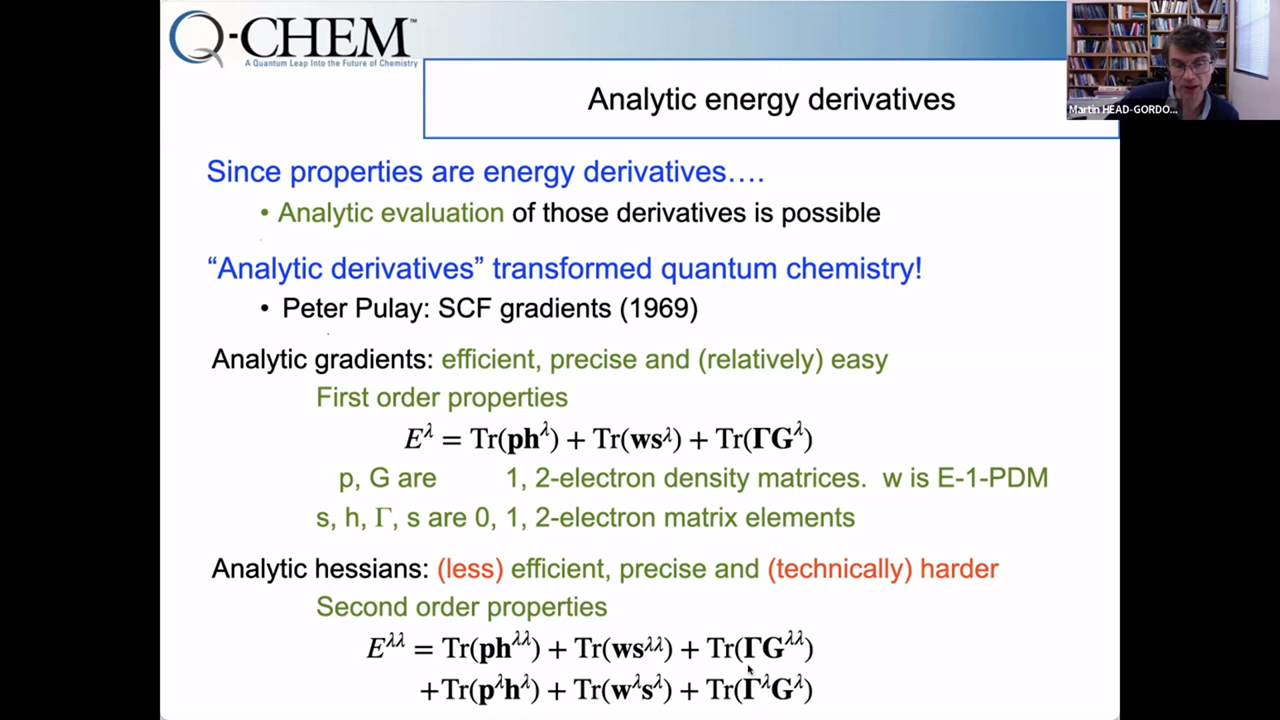 Q-CHEM™
A Quantum Leap Into the Future of Chemistry
Martin HEAD-GORDO...
Analytic energy derivatives
Since properties are energy derivatives….
• Analytic evaluation of those derivatives is possible
“Analytic derivatives” transformed quantum chemistry!
• Peter Pulay: SCF gradients (1969)
Analytic gradients: efficient, precise and (relatively) easy
First order properties
E^λ = Tr(ph^λ) + Tr(ws^λ) + Tr(ΓG^λ)
p, G are 1, 2-electron density matrices. w is E-1-PDM
s, h, Γ, s are 0, 1, 2-electron matrix elements
Analytic hessians: (less) efficient, precise and (technically) harder
Second order properties
E^λλ = Tr(ph^λλ) + Tr(ws^λλ) + Tr(ΓG^λλ)
+Tr(p^λh^λ) + Tr(w^λs^λ) + Tr(Γ^λG^λ)